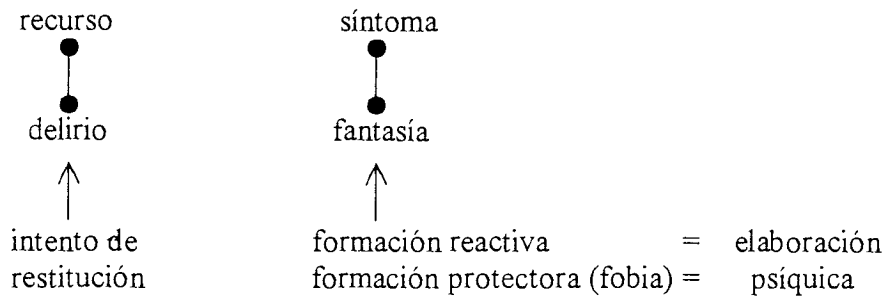 recurso síntoma
delirio fantasía
intento de formación reactiva = elaboración
restitución formación protectora (fobia) = psíquica